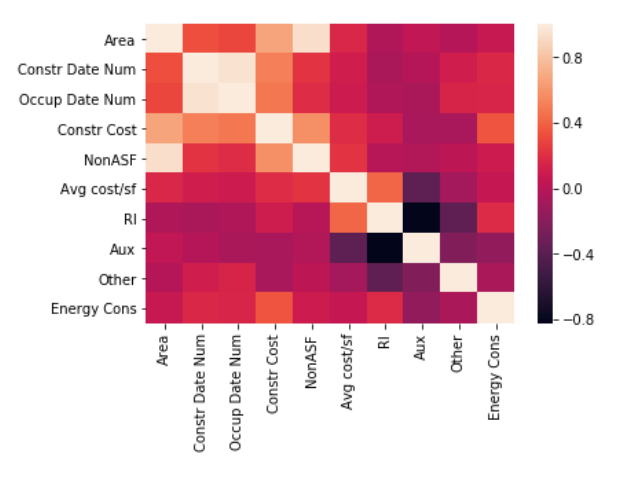 Area
Constr Date Num
Occup Date Num
Constr Cost
NonASF
Avg cost/sf
RI
Aux
Other
Energy Cons
0.8
0.4
0.0
−0.4
−0.8
Area
Constr Date Num
Occup Date Num
Constr Cost
NonASF
Avg cost/sf
RI
Aux
Other
Energy Cons